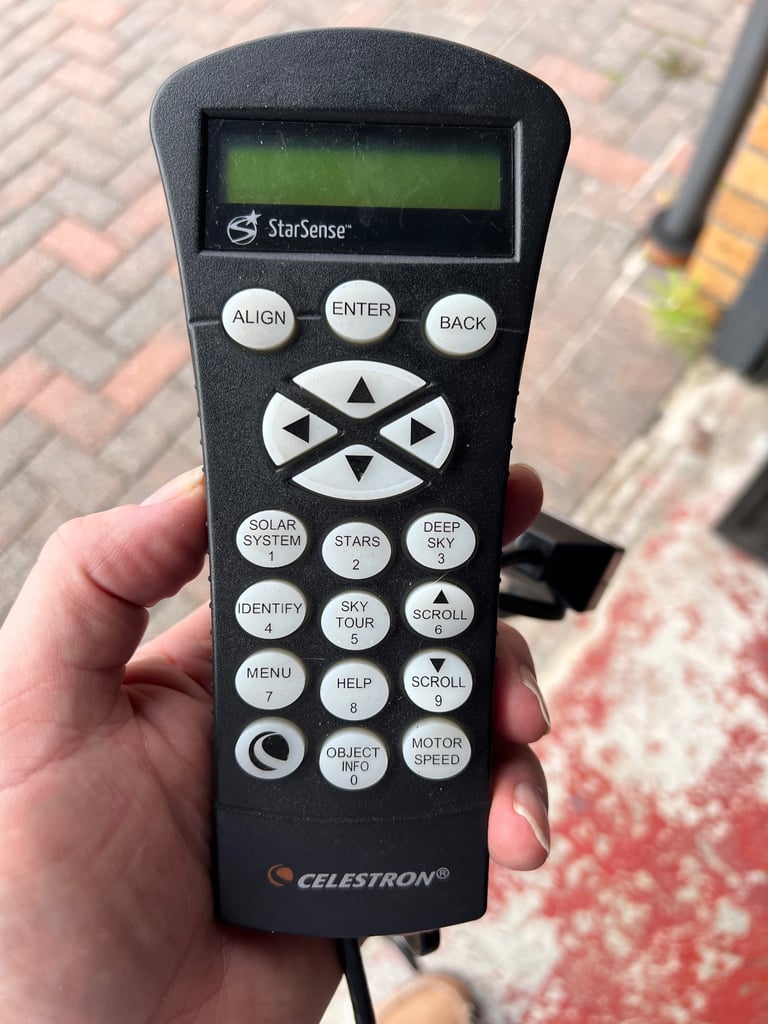 StarSense™
ALIGN
ENTER
BACK
▲
◀
▶
▼
SOLAR
SYSTEM
1
STARS
2
DEEP
SKY
3
IDENTIFY
4
SKY
TOUR
5
▲
SCROLL
6
MENU
7
HELP
8
▼
SCROLL
9
OBJECT
INFO
0
MOTOR
SPEED
CELESTRON®